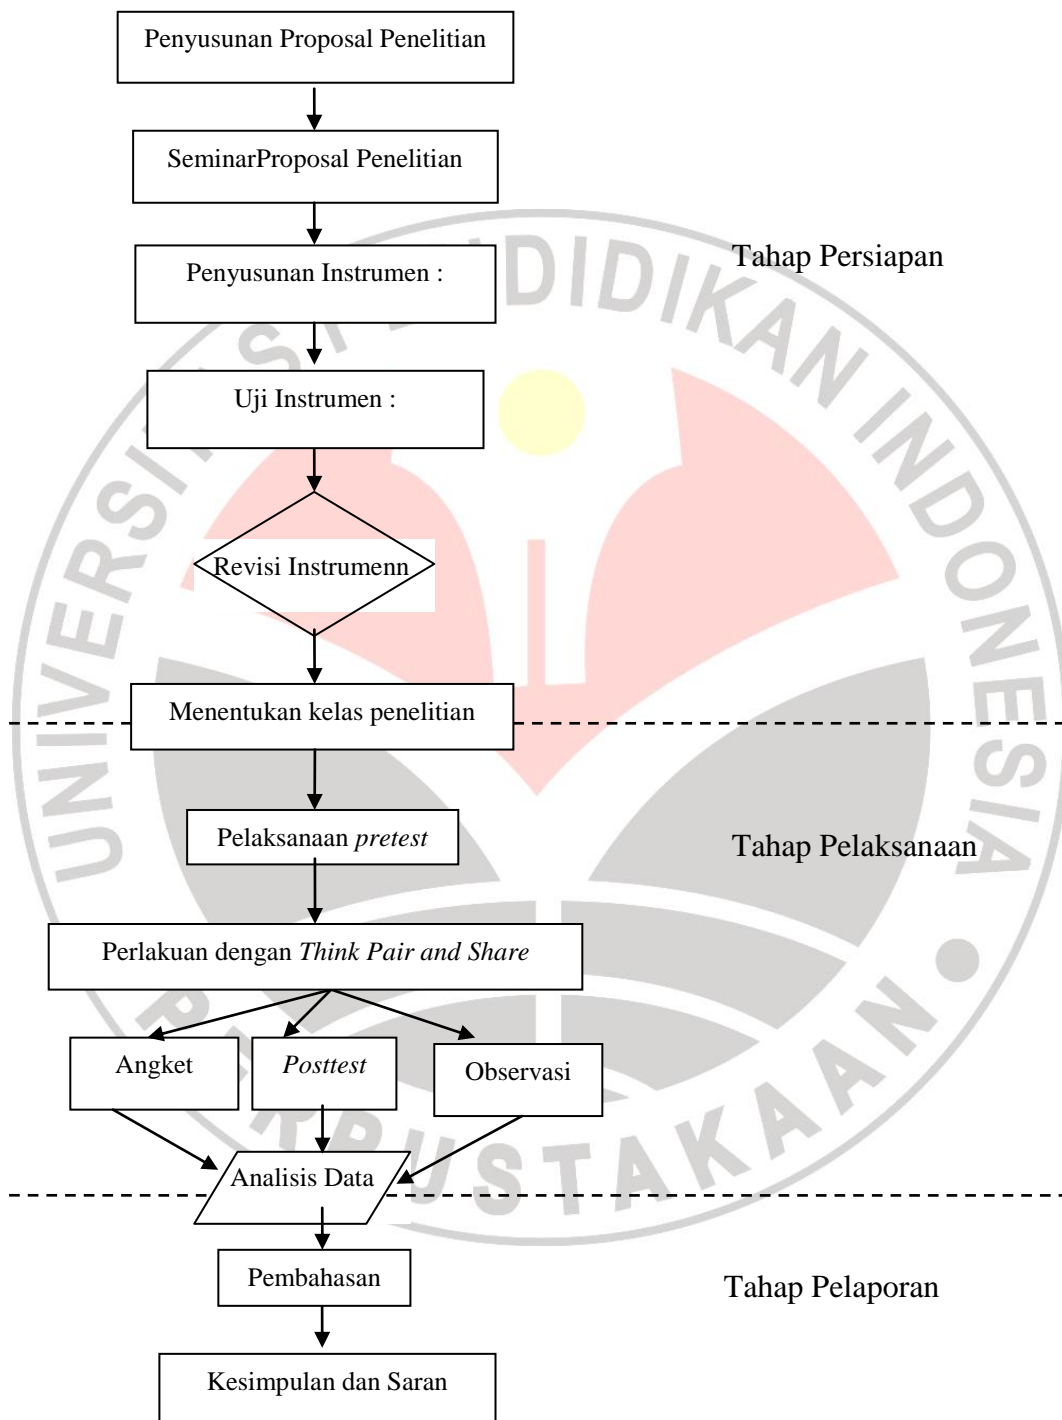 Penyusunan Proposal Penelitian
SeminarProposal Penelitian
Tahap Persiapan
Penyusunan Instrumen :
Uji Instrumen :
Revisi Instrumenn
Menentukan kelas penelitian
Pelaksanaan pretest
Tahap Pelaksanaan
Perlakuan dengan Think Pair and Share
Angket
Posttest
Observasi
Analisis Data
Pembahasan
Tahap Pelaporan
Kesimpulan dan Saran
UNIVERSITAS PENDIDIKAN INDONESIA
PERPUSTAKAAN